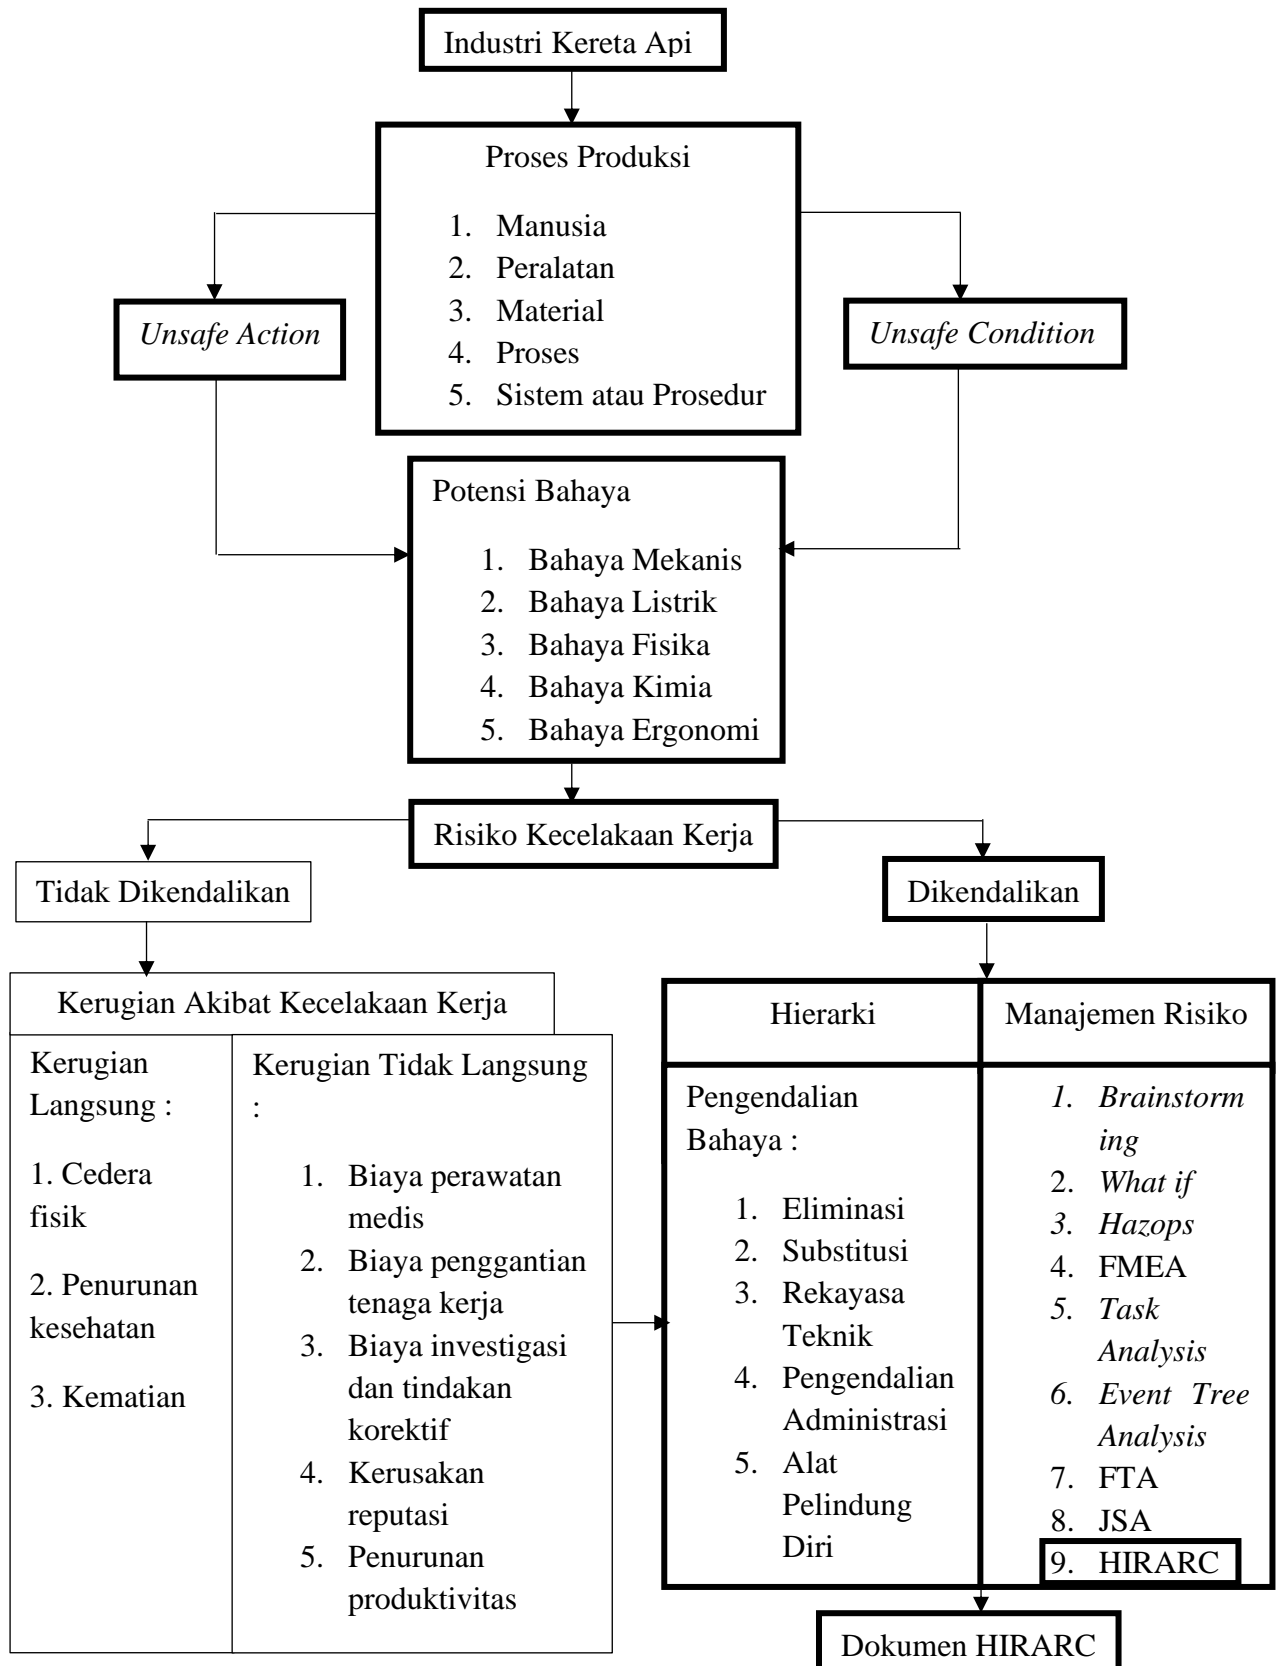 Industri Kereta Api
Proses Produksi
1. Manusia
2. Peralatan
3. Material
4. Proses
5. Sistem atau Prosedur
Unsafe Action
Unsafe Condition
Potensi Bahaya
1. Bahaya Mekanis
2. Bahaya Listrik
3. Bahaya Fisika
4. Bahaya Kimia
5. Bahaya Ergonomi
Risiko Kecelakaan Kerja
Tidak Dikendalikan
Dikendalikan
Kerugian Akibat Kecelakaan Kerja
Kerugian
Langsung :
1. Cedera
fisik
2. Penurunan
kesehatan
3. Kematian
Kerugian Tidak Langsung
:
1. Biaya perawatan
medis
2. Biaya penggantian
tenaga kerja
3. Biaya investigasi
dan tindakan
korektif
4. Kerusakan
reputasi
5. Penurunan
produktivitas
Hierarki
Pengendalian
Bahaya :
1. Eliminasi
2. Substitusi
3. Rekayasa
Teknik
4. Pengendalian
Administrasi
5. Alat
Pelindung
Diri
Manajemen Risiko
1. Brainstorm
ing
2. What if
3. Hazops
4. FMEA
5. Task
Analysis
6. Event Tree
Analysis
7. FTA
8. JSA
9. HIRARC
Dokumen HIRARC